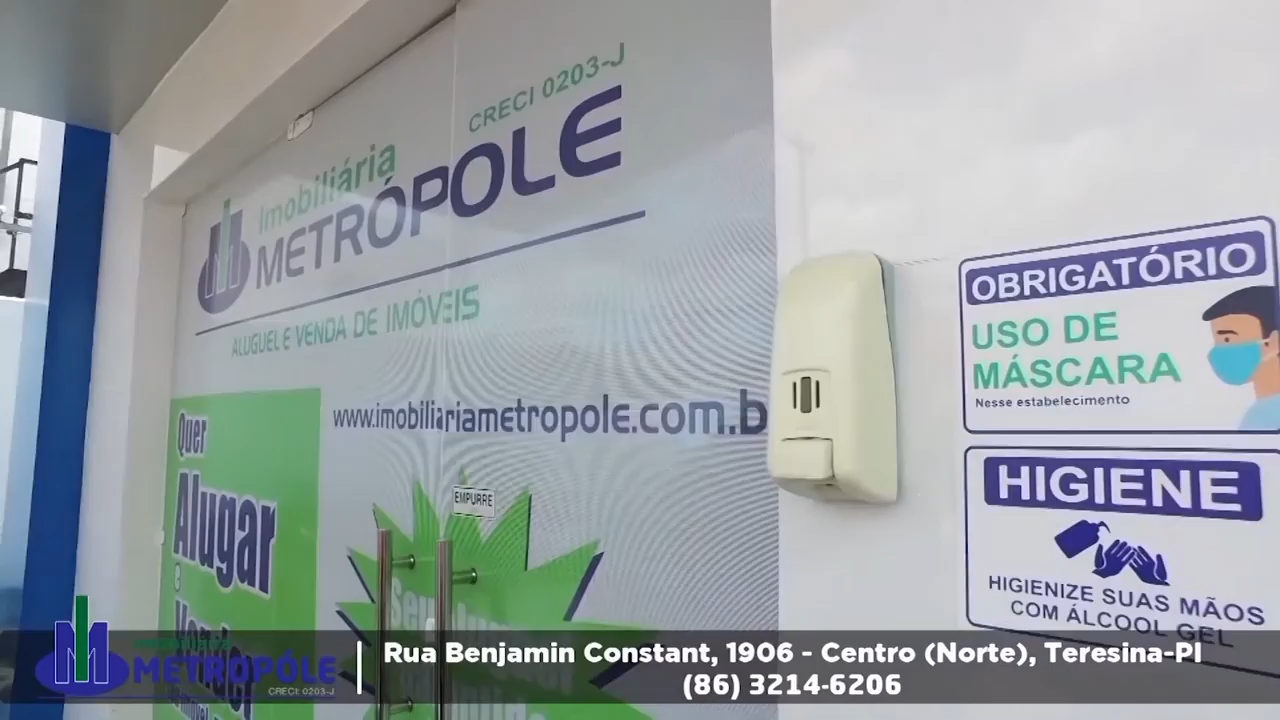 CRECI 0203-J
Imobiliária
METRÓPOLE
ALUGUEL E VENDA DE IMÓVEIS
www.imobiliariametropole.com.b
Quer
Alugar
e
Vender
EMPURRE
OBRIGATÓRIO
USO DE
MÁSCARA
Nesse estabelecimento
HIGIENE
HIGIENIZE SUAS MÃOS
COM ÁLCOOL GEL
METROPÓLE
CRECI: 0203-J
Rua Benjamin Constant, 1906 - Centro (Norte), Teresina-PI
(86) 3214-6206